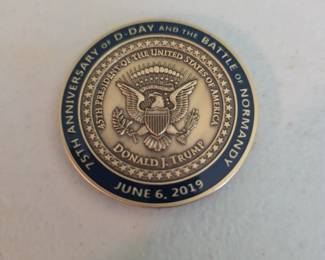 75TH ANNIVERSARY OF D-DAY AND THE BATTLE OF NORMANDY
JUNE 6, 2019
45TH PRESIDENT OF THE UNITED STATES OF AMERICA
DONALD J. TRUMP